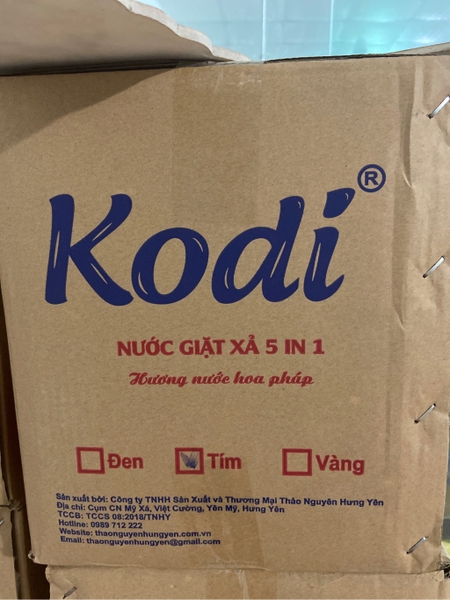 Kodi®
NƯỚC GIẶT XẢ 5 IN 1
Hương nước hoa pháp
Đen Tím Vàng
Sản xuất bởi: Công ty TNHH Sản Xuất và Thương Mại Thảo Nguyên Hưng Yên
Địa chỉ: Cụm CN Mỹ Xá, Việt Cường, Yên Mỹ, Hưng Yên
TCCB: TCCS 08:2018/TNHY
Hotline: 0989 712 222
Website: thaonguyenhungyen.com.vn
Email: thaonguyenhungyen@gmail.com